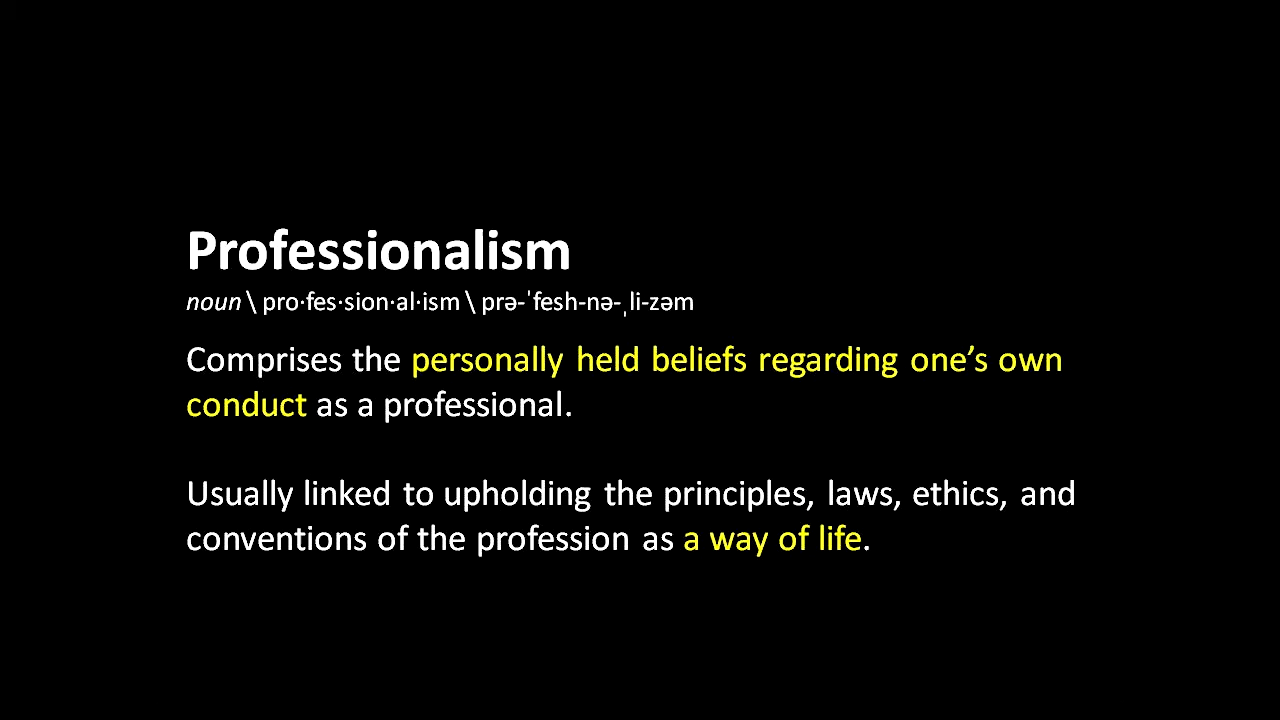 Professionalism
noun \ pro·fes·sion·al·ism \ prə-ˈfesh-nə-ˌli-zəm
Comprises the personally held beliefs regarding one’s own
conduct as a professional.
Usually linked to upholding the principles, laws, ethics, and
conventions of the profession as a way of life.